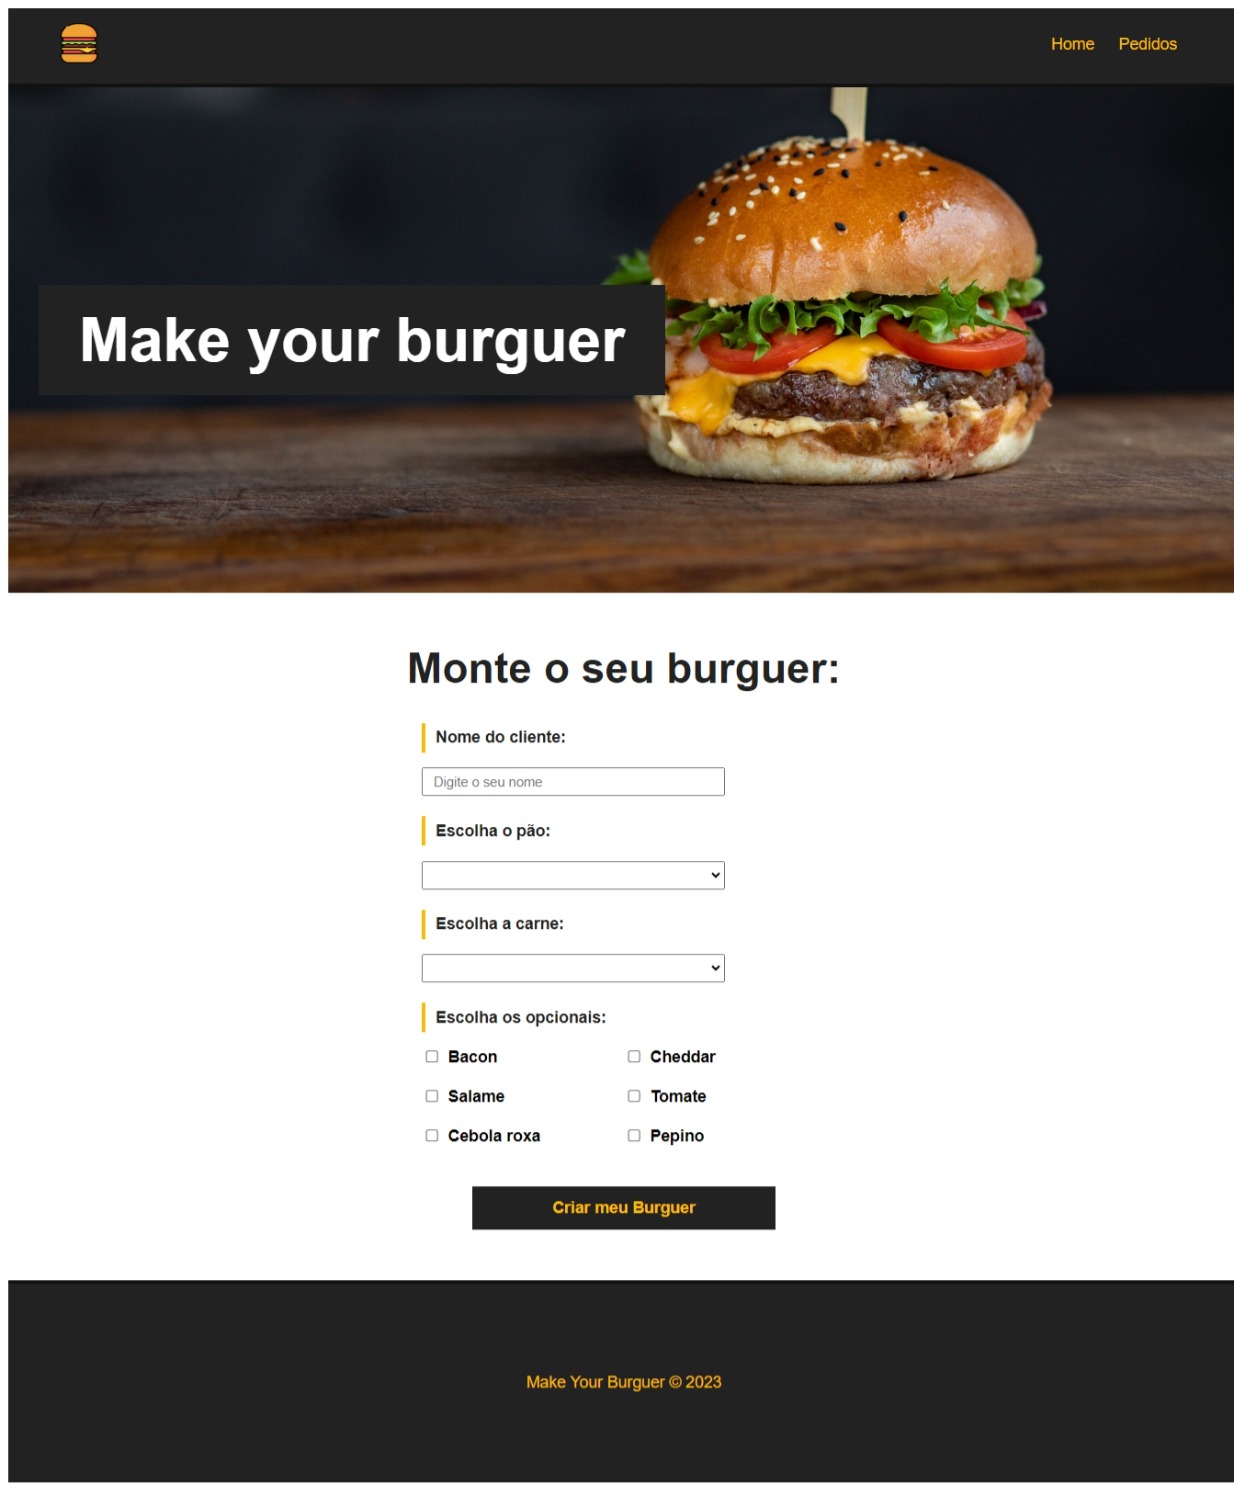 Home Pedidos
Make your burguer
Monte o seu burguer:
Nome do cliente:
Digite o seu nome
Escolha o pão:
Escolha a carne:
Escolha os opcionais:
Bacon Cheddar
Salame Tomate
Cebola roxa Pepino
Criar meu Burguer
Make Your Burguer © 2023